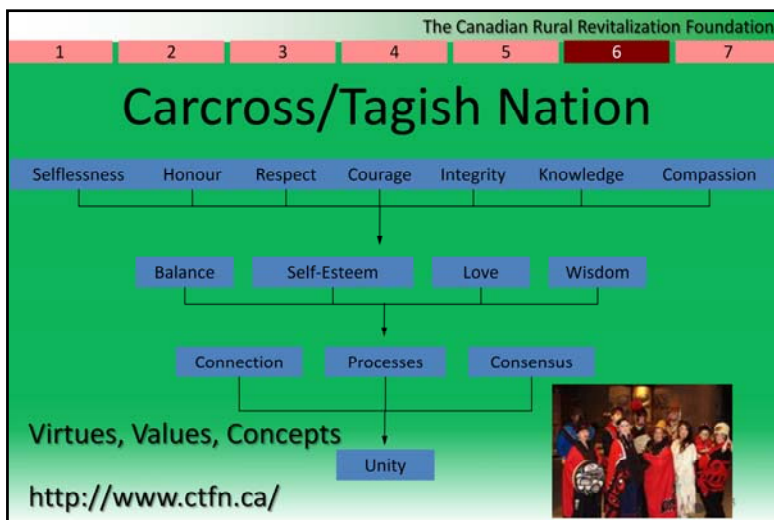 The Canadian Rural Revitalization Foundation
1 2 3 4 5 6 7
Carcross/Tagish Nation
Selflessness Honour Respect Courage Integrity Knowledge Compassion
Balance Self-Esteem Love Wisdom
Connection Processes Consensus
Virtues, Values, Concepts
Unity
http://www.ctfn.ca/